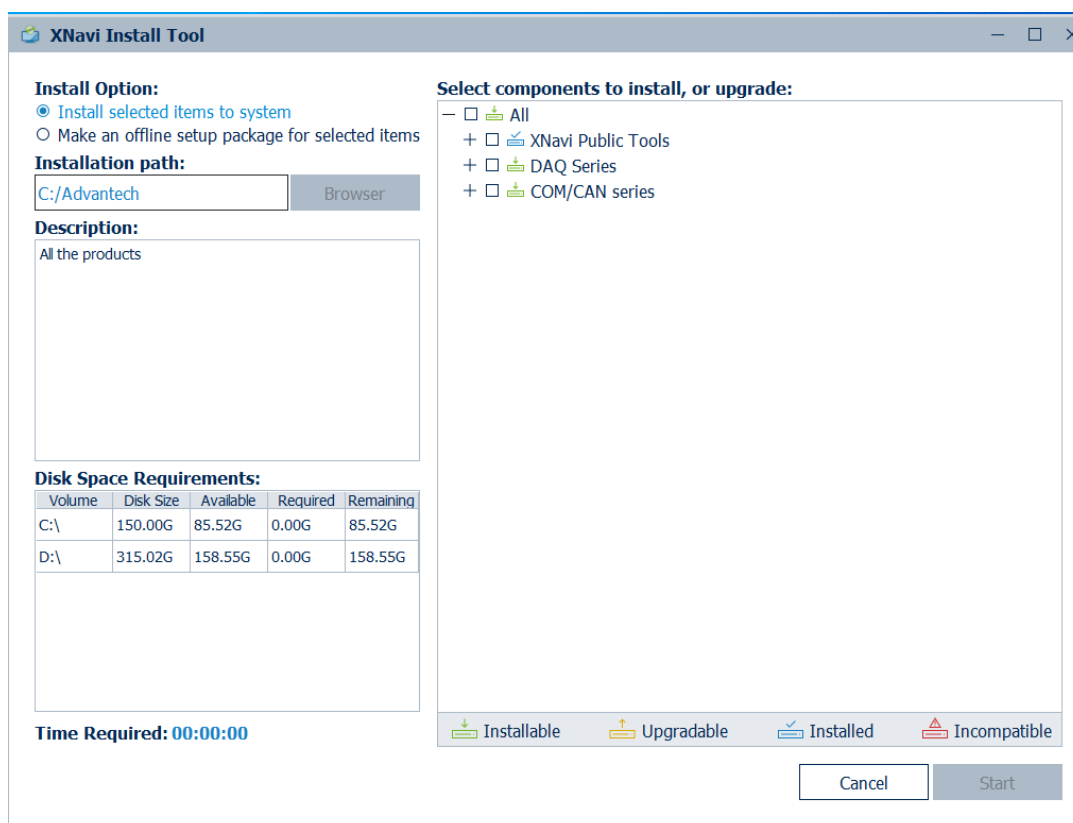 XNavi Install Tool
Install Option:
Install selected items to system
Make an offline setup package for selected items
Installation path:
C:/Advantech
Browser
Description:
All the products
Disk Space Requirements:
Volume Disk Size Available Required Remaining
C:\ 150.00G 85.52G 0.00G 85.52G
D:\ 315.02G 158.55G 0.00G 158.55G
Time Required: 00:00:00
Select components to install, or upgrade:
All
XNavi Public Tools
DAQ Series
COM/CAN series
Installable Upgradable Installed Incompatible
Cancel Start